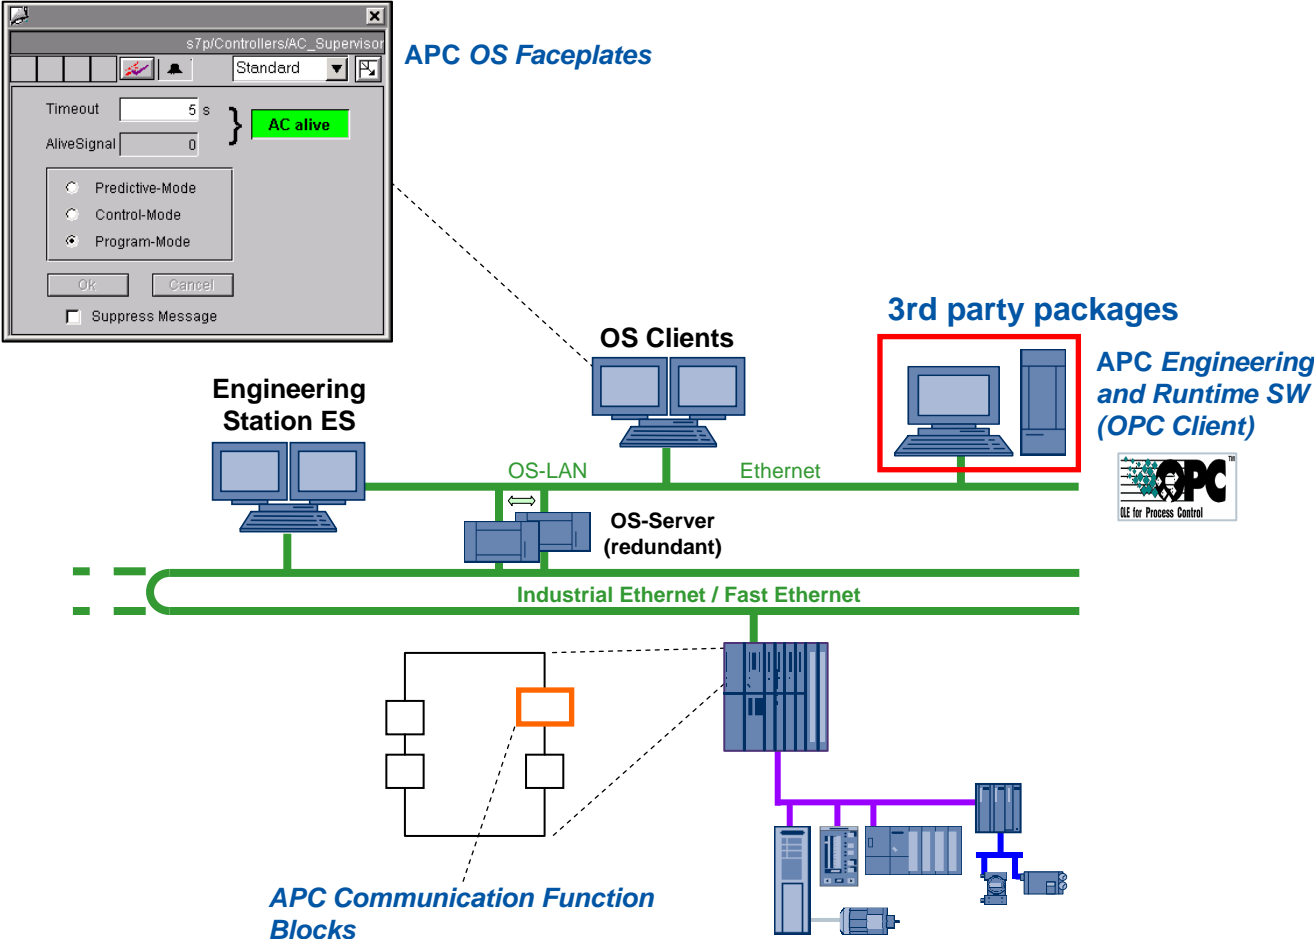 s7p/Controllers/AC_Supervisor
Standard
Timeout 5 s
AC alive
AliveSignal 0
Predictive-Mode
Control-Mode
Program-Mode
Ok Cancel
Suppress Message
APC OS Faceplates
3rd party packages
OS Clients
APC Engineering
and Runtime SW
(OPC Client)
Engineering
Station ES
OS-LAN
Ethernet
OPC
TM
OLE for Process Control
OS-Server
(redundant)
Industrial Ethernet / Fast Ethernet
APC Communication Function
Blocks